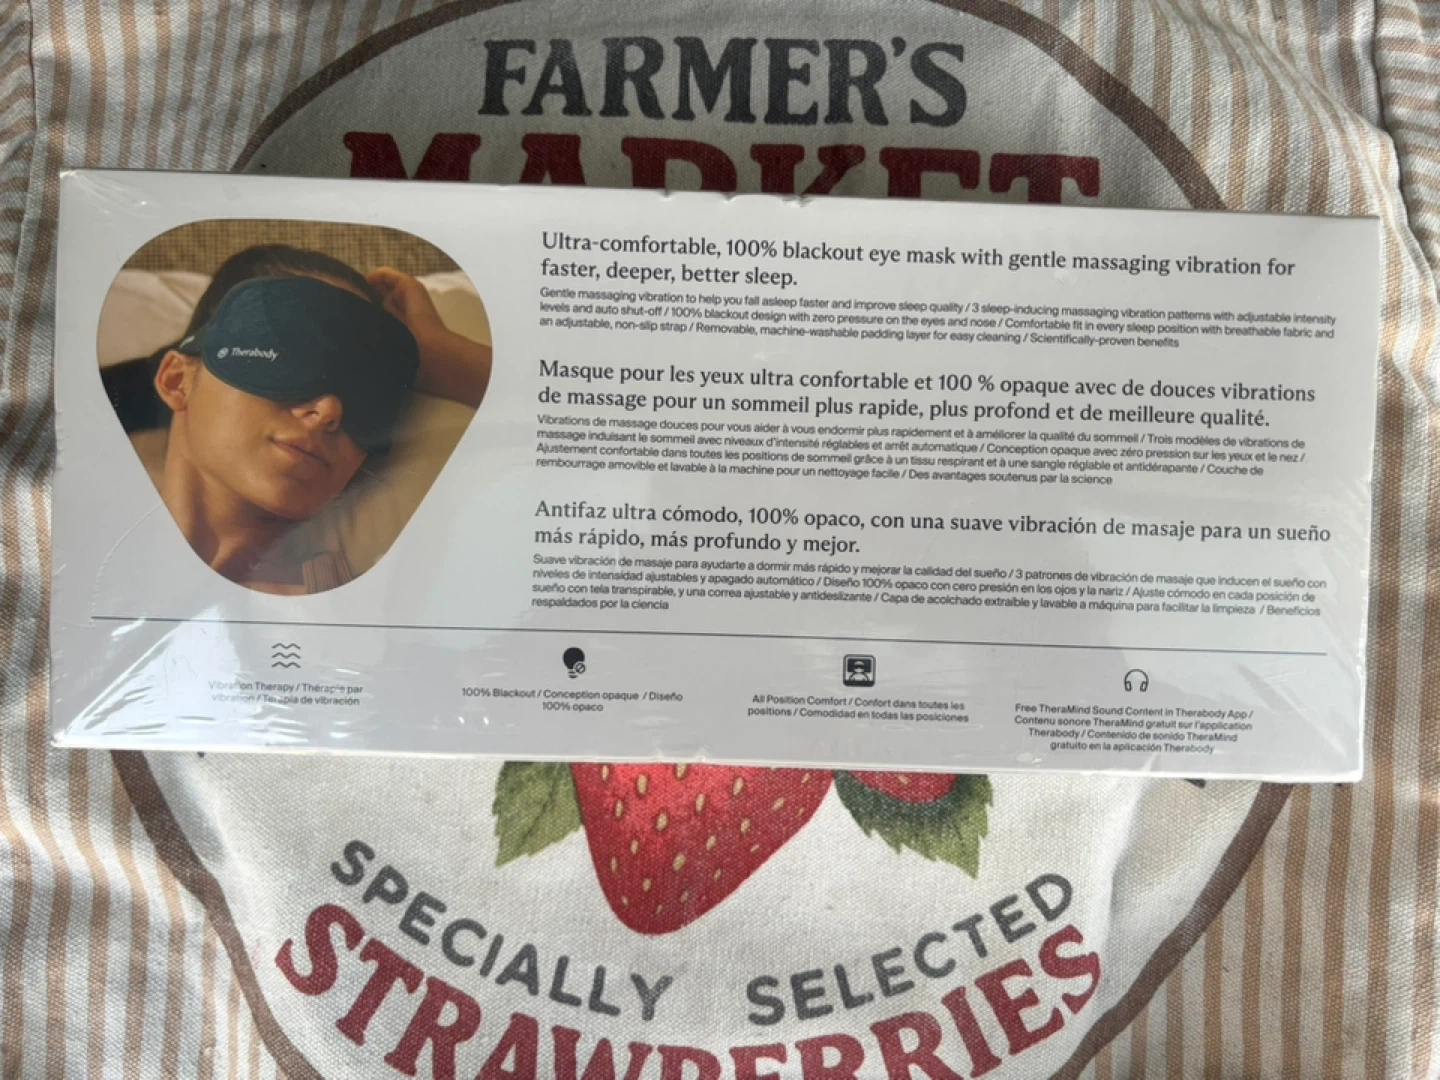 FARMER'S
MARKET
Therabody
Ultra-comfortable, 100% blackout eye mask with gentle massaging vibration for
faster, deeper, better sleep.
Gentle massaging vibration to help you fall asleep faster and improve sleep quality / 3 sleep-inducing massaging vibration patterns with adjustable intensity
levels and auto shut-off / 100% blackout design with zero pressure on the eyes and nose / Comfortable fit in every sleep position with breathable fabric and
an adjustable, non-slip strap / Removable, machine-washable padding layer for easy cleaning / Scientifically-proven benefits
Masque pour les yeux ultra confortable et 100 % opaque avec de douces vibrations
de massage pour un sommeil plus rapide, plus profond et de meilleure qualité.
Vibrations de massage douces pour vous aider à vous endormir plus rapidement et à améliorer la qualité du sommeil / Trois modèles de vibrations de
massage induisant le sommeil avec niveaux d'intensité réglables et arrêt automatique / Conception opaque avec zéro pression sur les yeux et le nez /
Ajustement confortable dans toutes les positions de sommeil grâce à un tissu respirant et à une sangle réglable et antidérapante / Couche de
rembourrage amovible et lavable à la machine pour un nettoyage facile / Des avantages soutenus par la science
Antifaz ultra cómodo, 100% opaco, con una suave vibración de masaje para un sueño
más rápido, más profundo y mejor.
Suave vibración de masaje para ayudarte a dormir más rápido y mejorar la calidad del sueño / 3 patrones de vibración de masaje que inducen el sueño con
niveles de intensidad ajustables y apagado automático / Diseño 100% opaco con cero presión en los ojos y la nariz / Ajuste cómodo en cada posición de
sueño con tela transpirable, y una correa ajustable y antideslizante / Capa de acolchado extraíble y lavable a máquina para facilitar la limpieza / Beneficios
respaldados por la ciencia
Vibration Therapy / Thérapie par
vibration / Terapia de vibración
100% Blackout / Conception opaque / Diseño
100% opaco
All Position Comfort / Confort dans toutes les
positions / Comodidad en todas las posiciones
Free TheraMind Sound Content in Therabody App /
Contenu sonore TheraMind gratuit sur l'application
Therabody / Contenido de sonido TheraMind
gratuito en la aplicación Therabody
SPECIALLY SELECTED
STRAWBERRIES